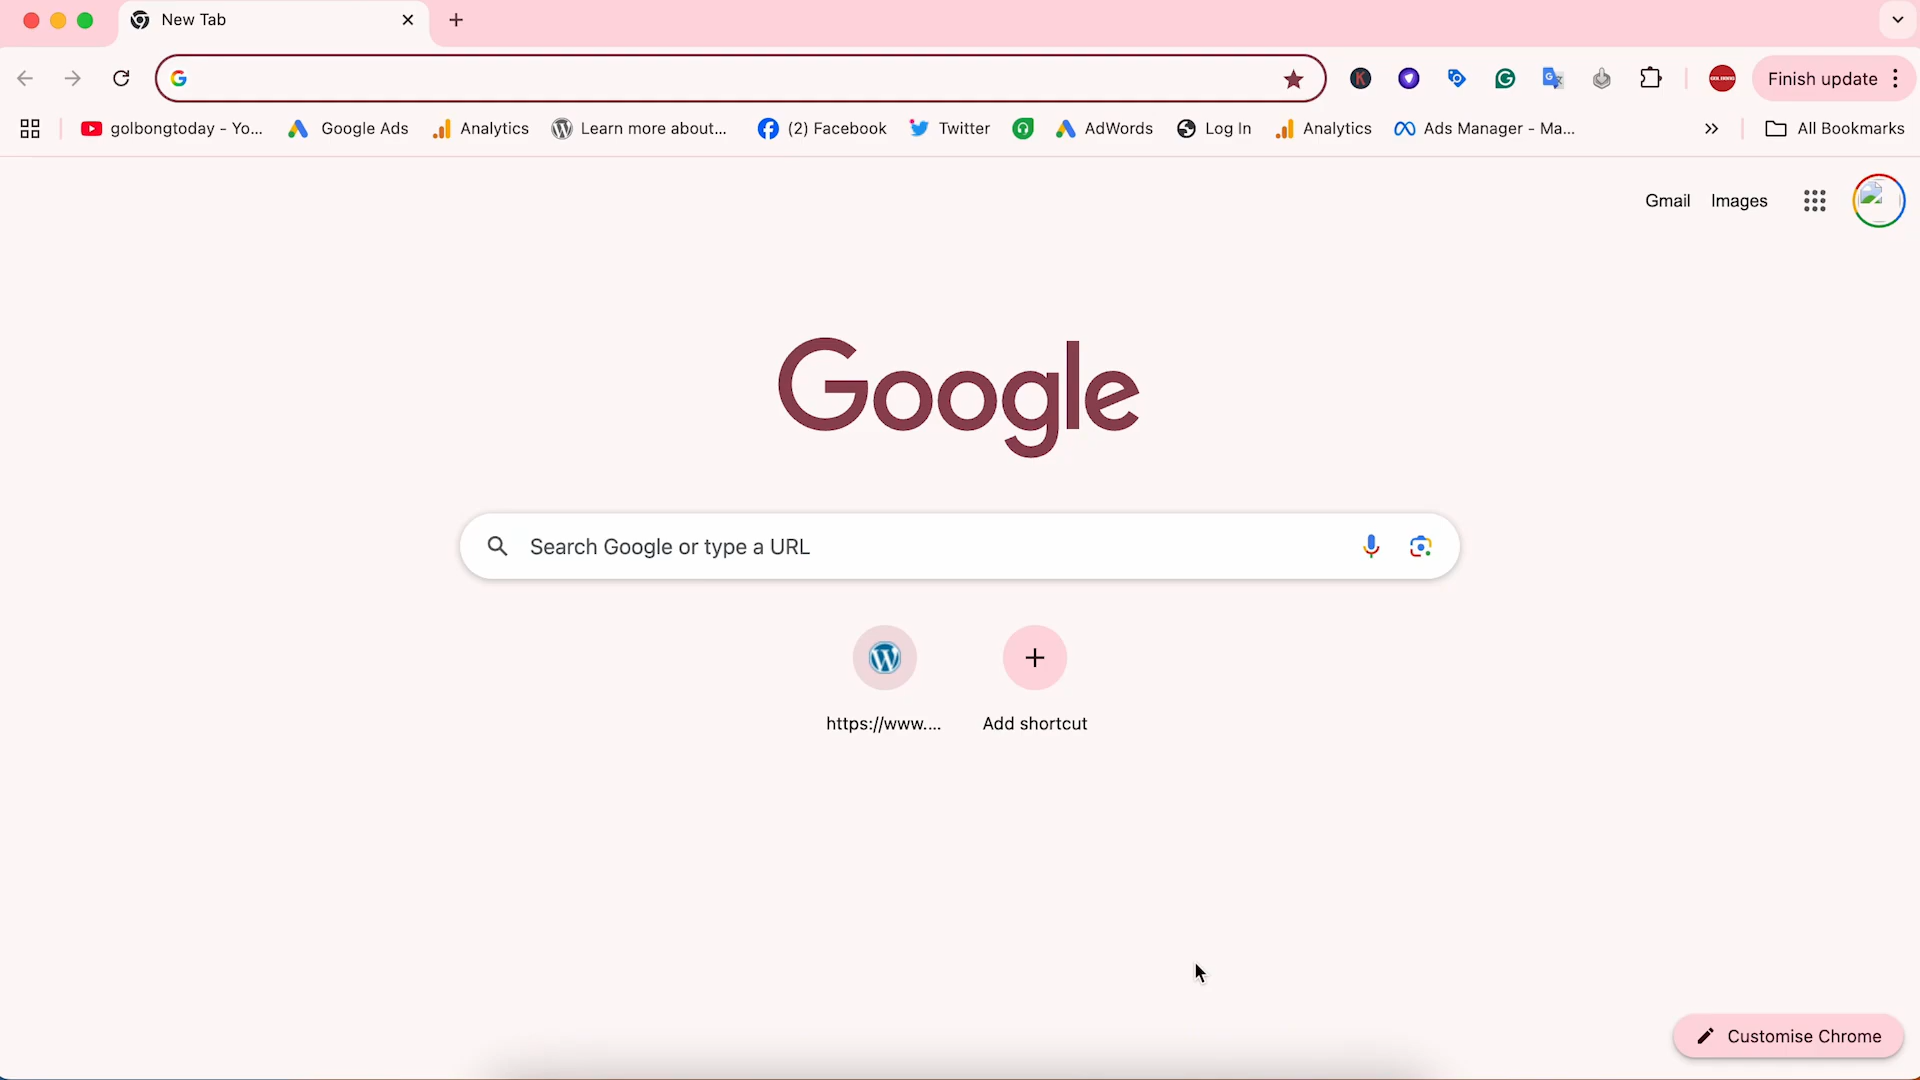 New Tab
Finish update
golbongtoday - Yo...
Google Ads
Analytics
Learn more about...
(2) Facebook
Twitter
AdWords
Log In
Analytics
Ads Manager - Ma...
All Bookmarks
Gmail
Images
Google
Search Google or type a URL
https://www....
Add shortcut
Customise Chrome